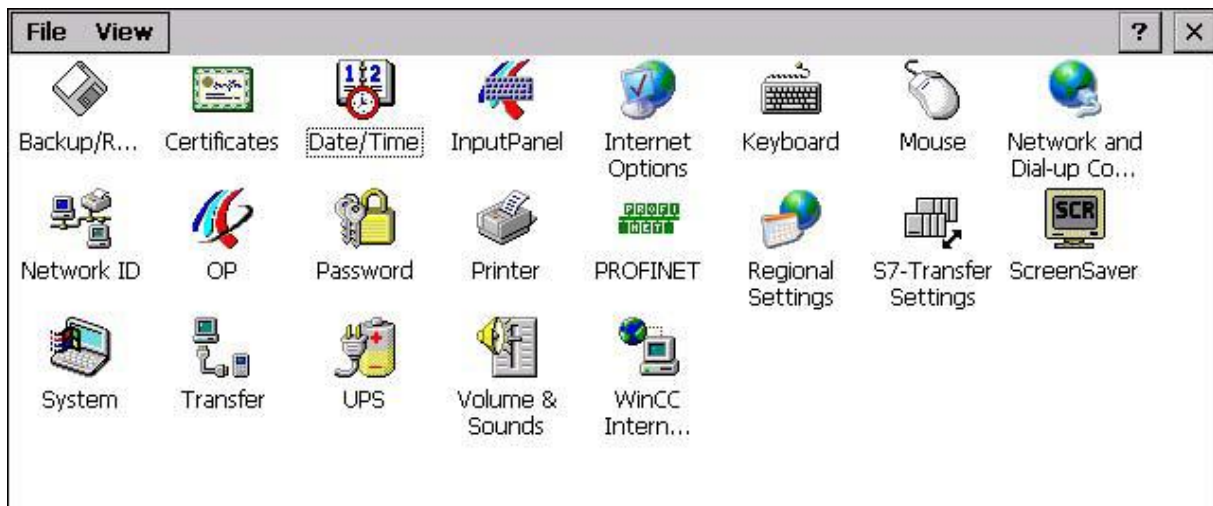 File View ? ×
Backup/R... Certificates Date/Time InputPanel Internet Options Keyboard Mouse Network and Dial-up Co...
Network ID OP Password Printer PROFINET Regional Settings S7-Transfer Settings ScreenSaver
System Transfer UPS Volume & Sounds WinCC Intern...
1 2
PROFI
NET
SCR